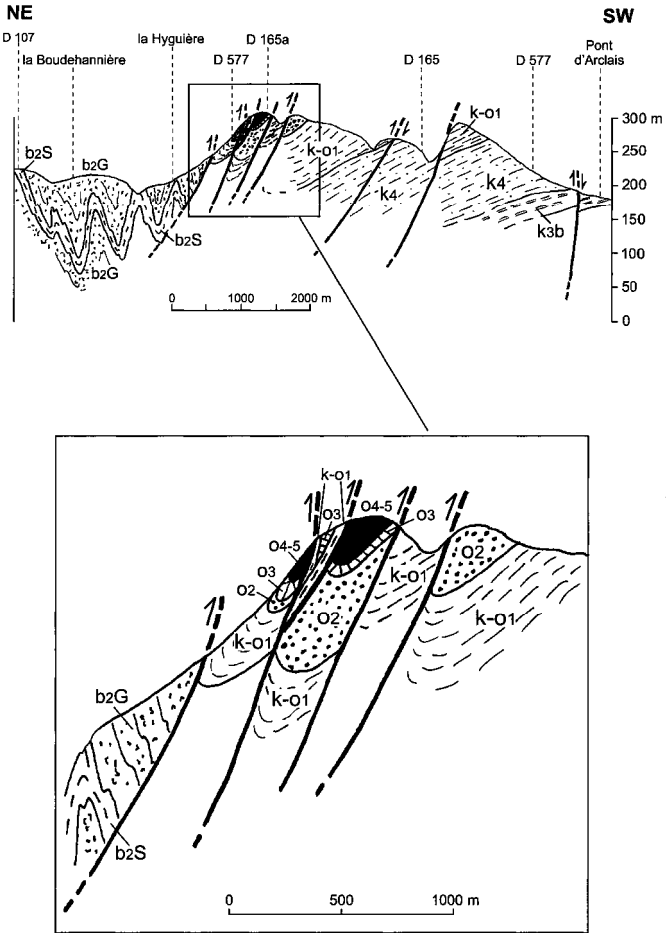 NE
SW
D 107
la Boudehannière
la Hyguière
D 577
D 165a
D 165
D 577
Pont
d'Arclais
b2S
b2G
b2G
b2S
k-o1
k4
k-o1
k4
k3b
300 m
250
200
150
100
50
0
0 1000 2000 m
k-o1
o3
o4-5
o4-5
o3
o3
o2
k-o1
o2
k-o1
k-o1
o2
k-o1
b2G
b2S
0 500 1000 m